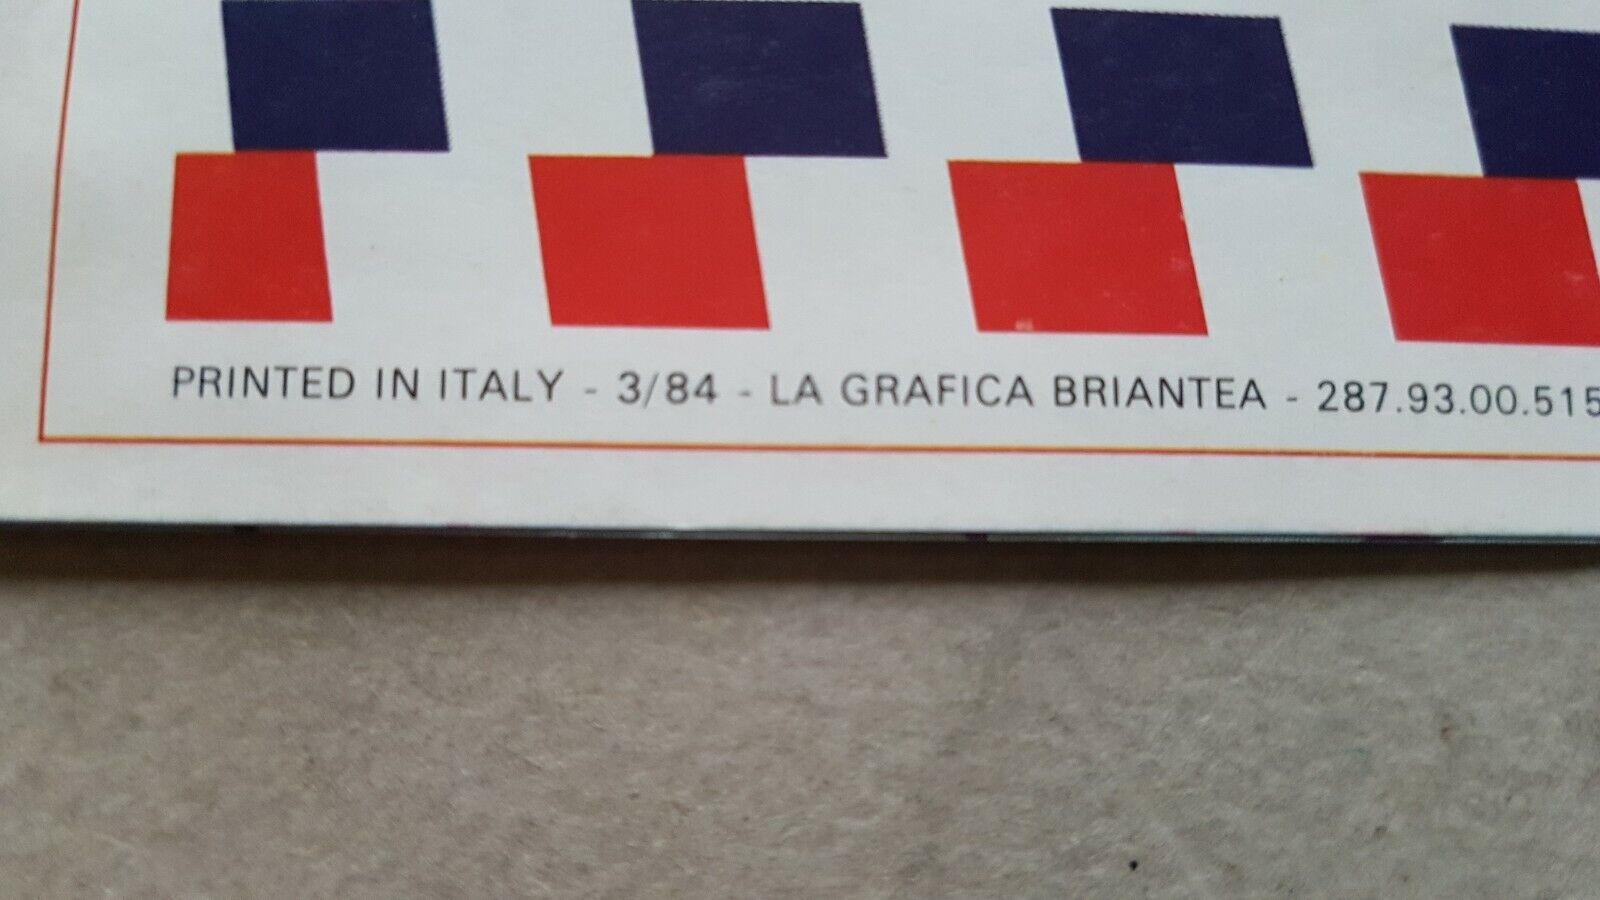 PRINTED IN ITALY - 3/84 - LA GRAFICA BRIANTEA - 287.93.00.515